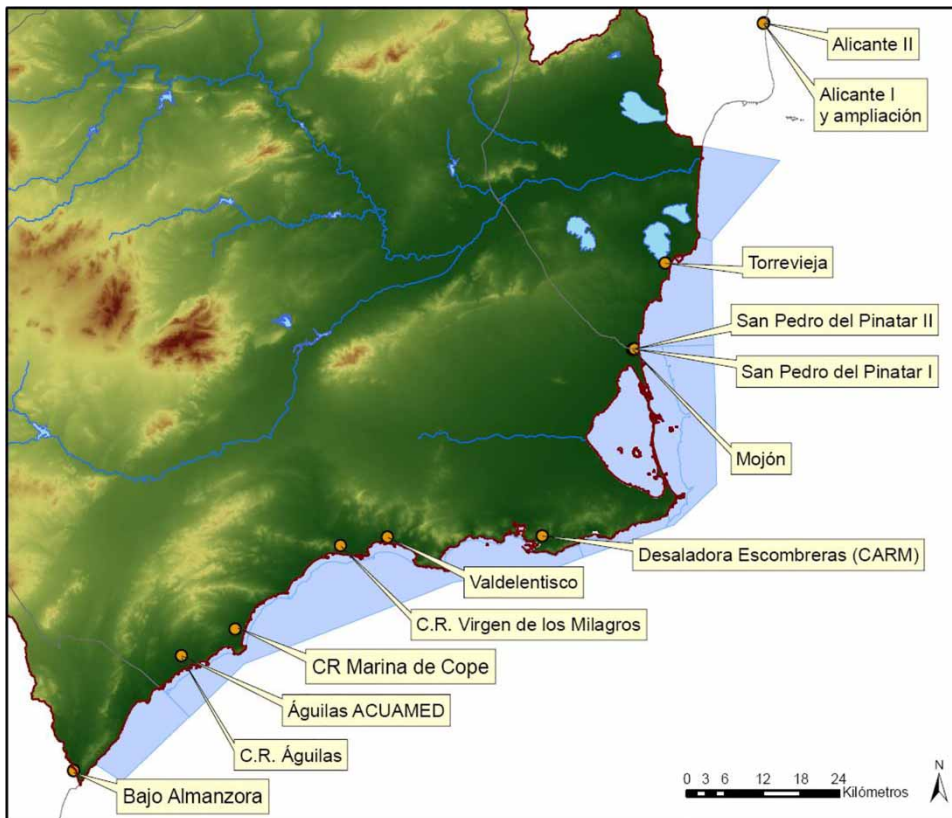 Alicante II
Alicante I
y ampliación
Torrevieja
San Pedro del Pinatar II
San Pedro del Pinatar I
Mojón
Desaladora Escombreras (CARM)
Valdelentisco
C.R. Virgen de los Milagros
CR Marina de Cope
Águilas ACUAMED
C.R. Águilas
Bajo Almanzora
N
0 3 6 12 18 24
Kilómetros